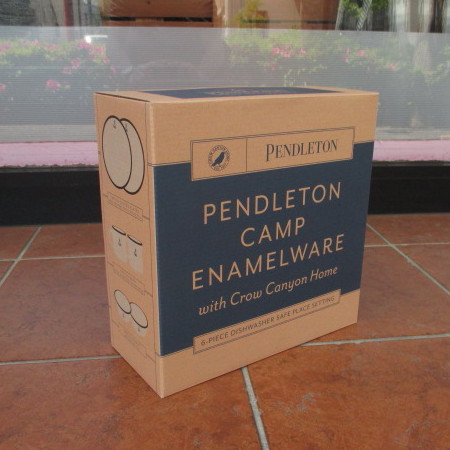 PENDLETON
PENDLETON
CAMP
ENAMELWARE
with Crow Canyon Home
6-PIECE DISHWASHER SAFE PLACE SETTING